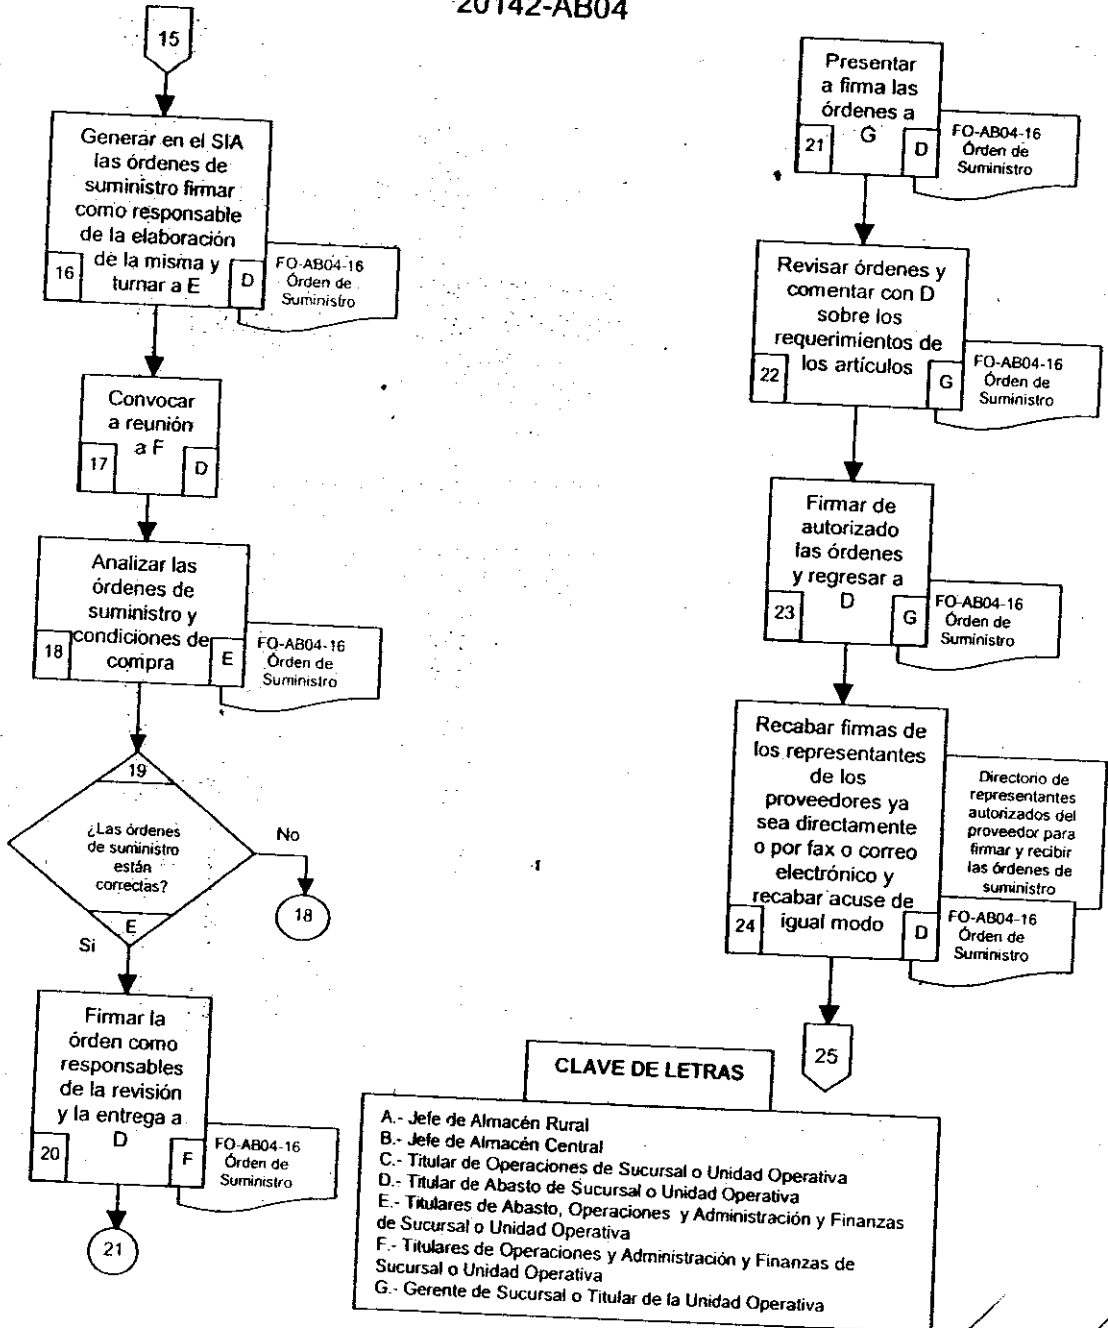 20142-AB04
15
Generar en el SIA
las órdenes de
suministro firmar
como responsable
de la elaboración
de la misma y
turnar a E
16
D
FO-AB04-16
Órden de
Suministro
Convocar
a reunión
a F
17
D
Analizar las
órdenes de
suministro y
condiciones de
compra
18
E
FO-AB04-16
Órden de
Suministro
19
¿Las órdenes
de suministro
están
correctas?
E
No
18
Si
Firmar la
órden como
responsables
de la revisión
y la entrega a
D
20
F
FO-AB04-16
Órden de
Suministro
21
Presentar
a firma las
órdenes a
G
21
D
FO-AB04-16
Órden de
Suministro
Revisar órdenes y
comentar con D
sobre los
requerimientos de
los artículos
22
G
FO-AB04-16
Órden de
Suministro
Firmar de
autorizado
las órdenes
y regresar a
D
23
G
FO-AB04-16
Órden de
Suministro
Recabar firmas de
los representantes
de los
proveedores ya
sea directamente
o por fax o correo
electrónico y
recabar acuse de
igual modo
24
D
Directorio de
representantes
autorizados del
proveedor para
firmar y recibir
las órdenes de
suministro
FO-AB04-16
Órden de
Suministro
25
CLAVE DE LETRAS
A.- Jefe de Almacén Rural
B.- Jefe de Almacén Central
C.- Titular de Operaciones de Sucursal o Unidad Operativa
D.- Titular de Abasto de Sucursal o Unidad Operativa
E.- Titulares de Abasto, Operaciones y Administración y Finanzas
de Sucursal o Unidad Operativa
F.- Titulares de Operaciones y Administración y Finanzas de
Sucursal o Unidad Operativa
G.- Gerente de Sucursal o Titular de la Unidad Operativa